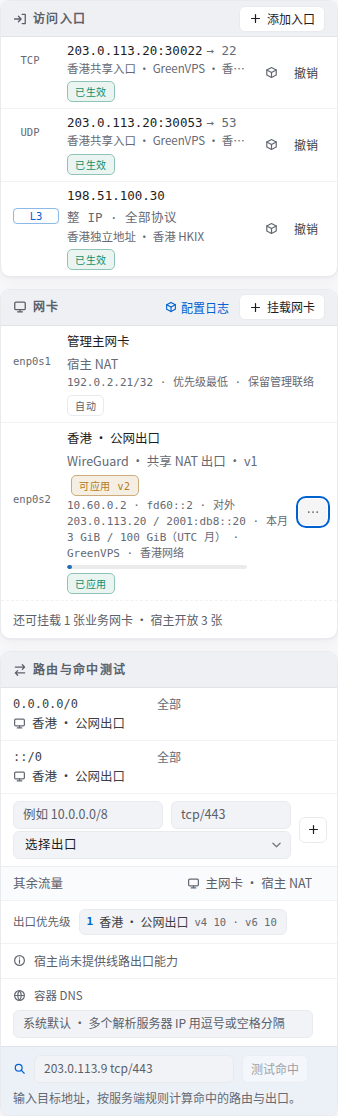 访问入口
+ 添加入口
TCP
203.0.113.20:30022 → 22
香港共享入口 · GreenVPS · 香…
已生效
撤销
UDP
203.0.113.20:30053 → 53
香港共享入口 · GreenVPS · 香…
已生效
撤销
L3
198.51.100.30
整 IP · 全部协议
香港独立地址 · 香港 HKIX
已生效
撤销
网卡
配置日志
+ 挂载网卡
enp0s1
管理主网卡
宿主 NAT
192.0.2.21/32 · 优先级最低 · 保留管理联络
自动
enp0s2
香港 · 公网出口
WireGuard · 共享 NAT 出口 · v1
可应用 v2
10.60.0.2 · fd60::2 · 对外
203.0.113.20 / 2001:db8::20 · 本月
3 GiB / 100 GiB (UTC 月) ·
GreenVPS · 香港网络
已应用
···
还可挂载 1 张业务网卡 · 宿主开放 3 张
路由与命中测试
0.0.0.0/0
全部
香港 · 公网出口
::/0
全部
香港 · 公网出口
例如 10.0.0.0/8
tcp/443
选择出口
+
其余流量
主网卡 · 宿主 NAT
出口优先级
1 香港 · 公网出口 v4 10 · v6 10
宿主尚未提供线路出口能力
容器 DNS
系统默认 · 多个解析服务器 IP 用逗号或空格分隔
203.0.113.9 tcp/443
测试命中
输入目标地址，按服务端规则计算命中的路由与出口。